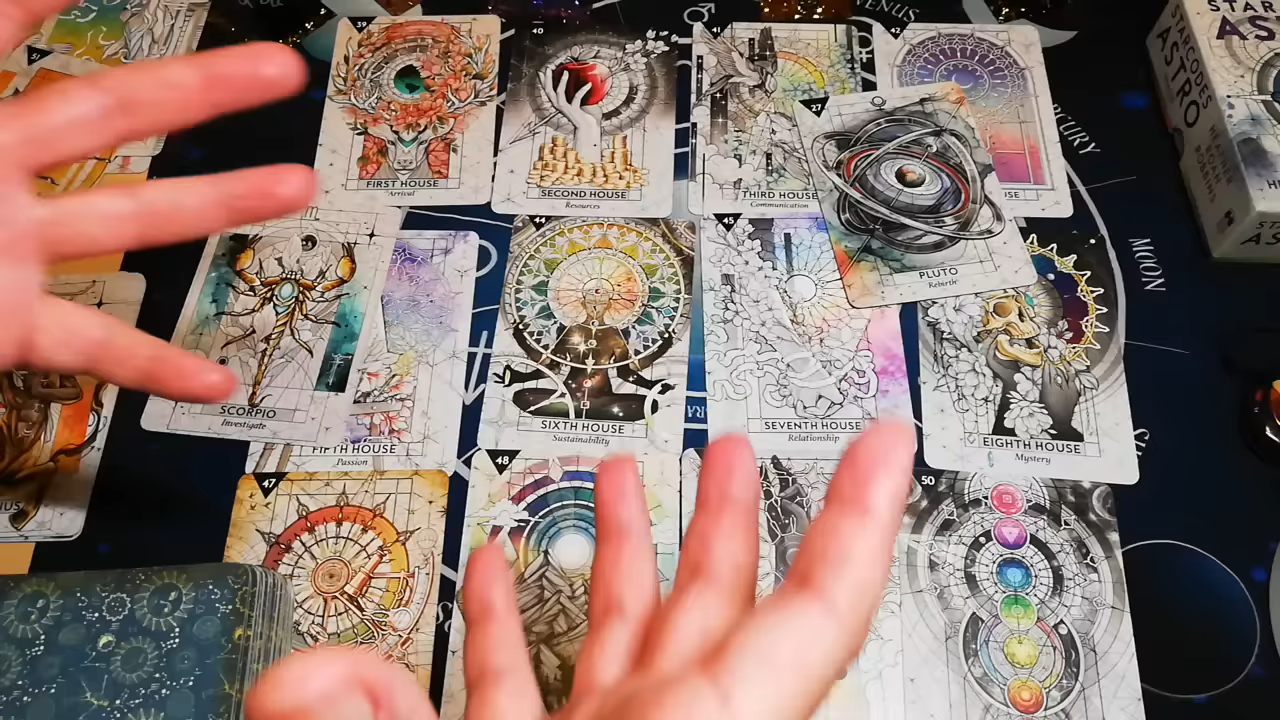 VENUS
39
FIRST HOUSE
Arrival
40
SECOND HOUSE
Resources
41
THIRD HOUSE
Communication
42
27
PLUTO
Rebirth
STARCODES
ASTRO
MOON
51
SCORPIO
Investigate
FIFTH HOUSE
Passion
44
SIXTH HOUSE
Sustainability
45
SEVENTH HOUSE
Relationship
EIGHTH HOUSE
Mystery
47
48
50